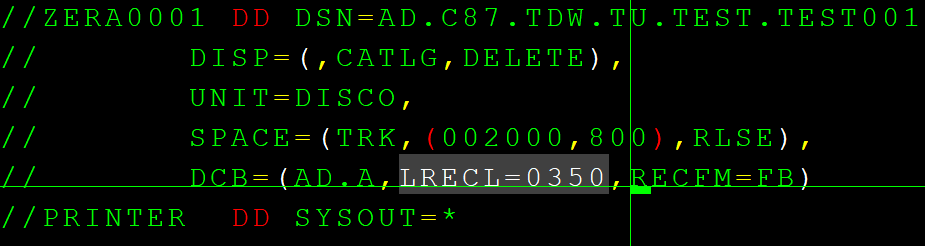 //ZERA0001 DD DSN=AD.C87.TDW.TU.TEST.TEST001
// DISP=(,CATLG,DELETE),
// UNIT=DISCO,
// SPACE=(TRK,(002000,800),RLSE),
// DCB=(AD.A,LRECL=0350,RECFM=FB)
//PRINTER DD SYSOUT=*